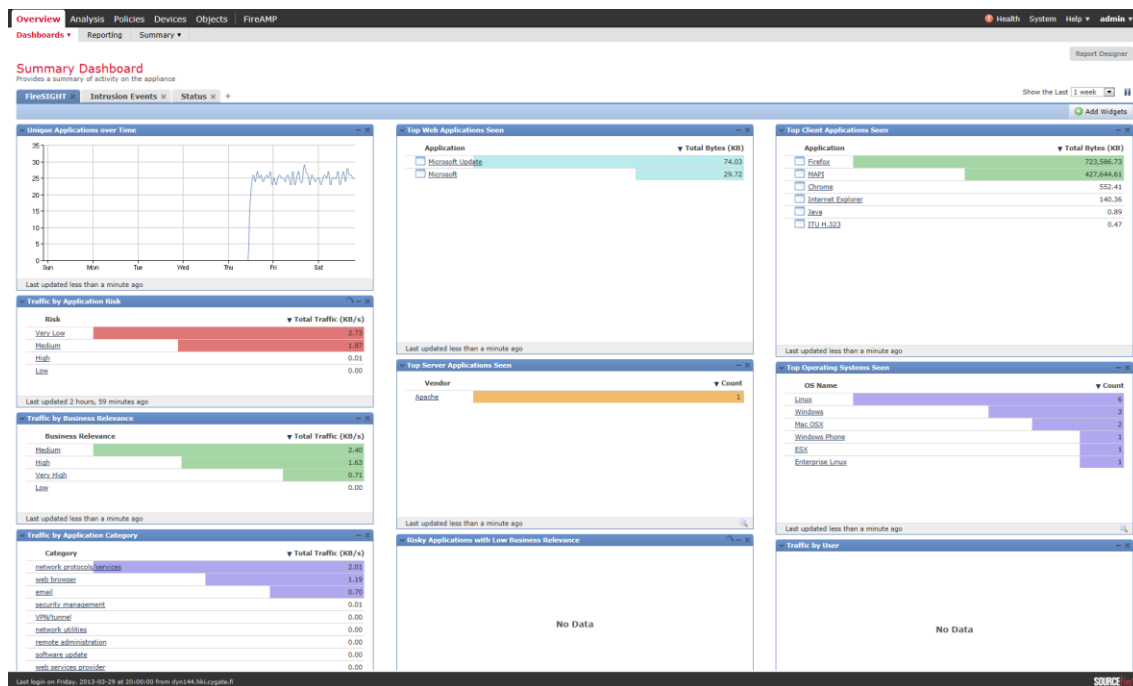 Overview Analysis Policies Devices Objects FireAMP Health System Help admin
Dashboards Reporting Summary
Report Designer
Summary Dashboard
Provides a summary of activity on the appliance
FireSIGHT × Intrusion Events × Status × + Show the Last 1 week
Add Widgets
Unique Applications over Time
35
30
25
20
15
10
5
0
Sun Mon Tue Wed Thu Fri Sat
Last updated less than a minute ago
Traffic by Application Risk
Risk Total Traffic (KB/s)
Very Low 2.73
Medium 1.87
High 0.01
Low 0.00
Last updated 2 hours, 59 minutes ago
Traffic by Business Relevance
Business Relevance Total Traffic (KB/s)
Medium 2.40
High 1.63
Very High 0.71
Low 0.00
Last updated less than a minute ago
Traffic by Application Category
Category Total Traffic (KB/s)
network protocols/services 2.01
web browser 1.19
email 0.70
security management 0.01
VPN/tunnel 0.00
network utilities 0.00
remote administration 0.00
software update 0.00
web services provider 0.00
Top Web Applications Seen
Application Total Bytes (KB)
Microsoft Update 74.03
Microsoft 29.72
Last updated less than a minute ago
Top Server Applications Seen
Vendor Count
Apache 1
Last updated less than a minute ago
Risky Applications with Low Business Relevance
No Data
Top Client Applications Seen
Application Total Bytes (KB)
Firefox 723,586.73
MAPI 427,644.61
Chrome 552.41
Internet Explorer 140.36
Java 0.89
ITU H.323 0.47
Last updated less than a minute ago
Top Operating Systems Seen
OS Name Count
Linux 6
Windows 3
Mac OSX 2
Windows Phone 1
ESX 1
Enterprise Linux 1
Last updated less than a minute ago
Traffic by User
No Data
Last login on Friday, 2013-03-29 at 20:00:00 from dyn144.hki.cygate.fi
SOURCEfire